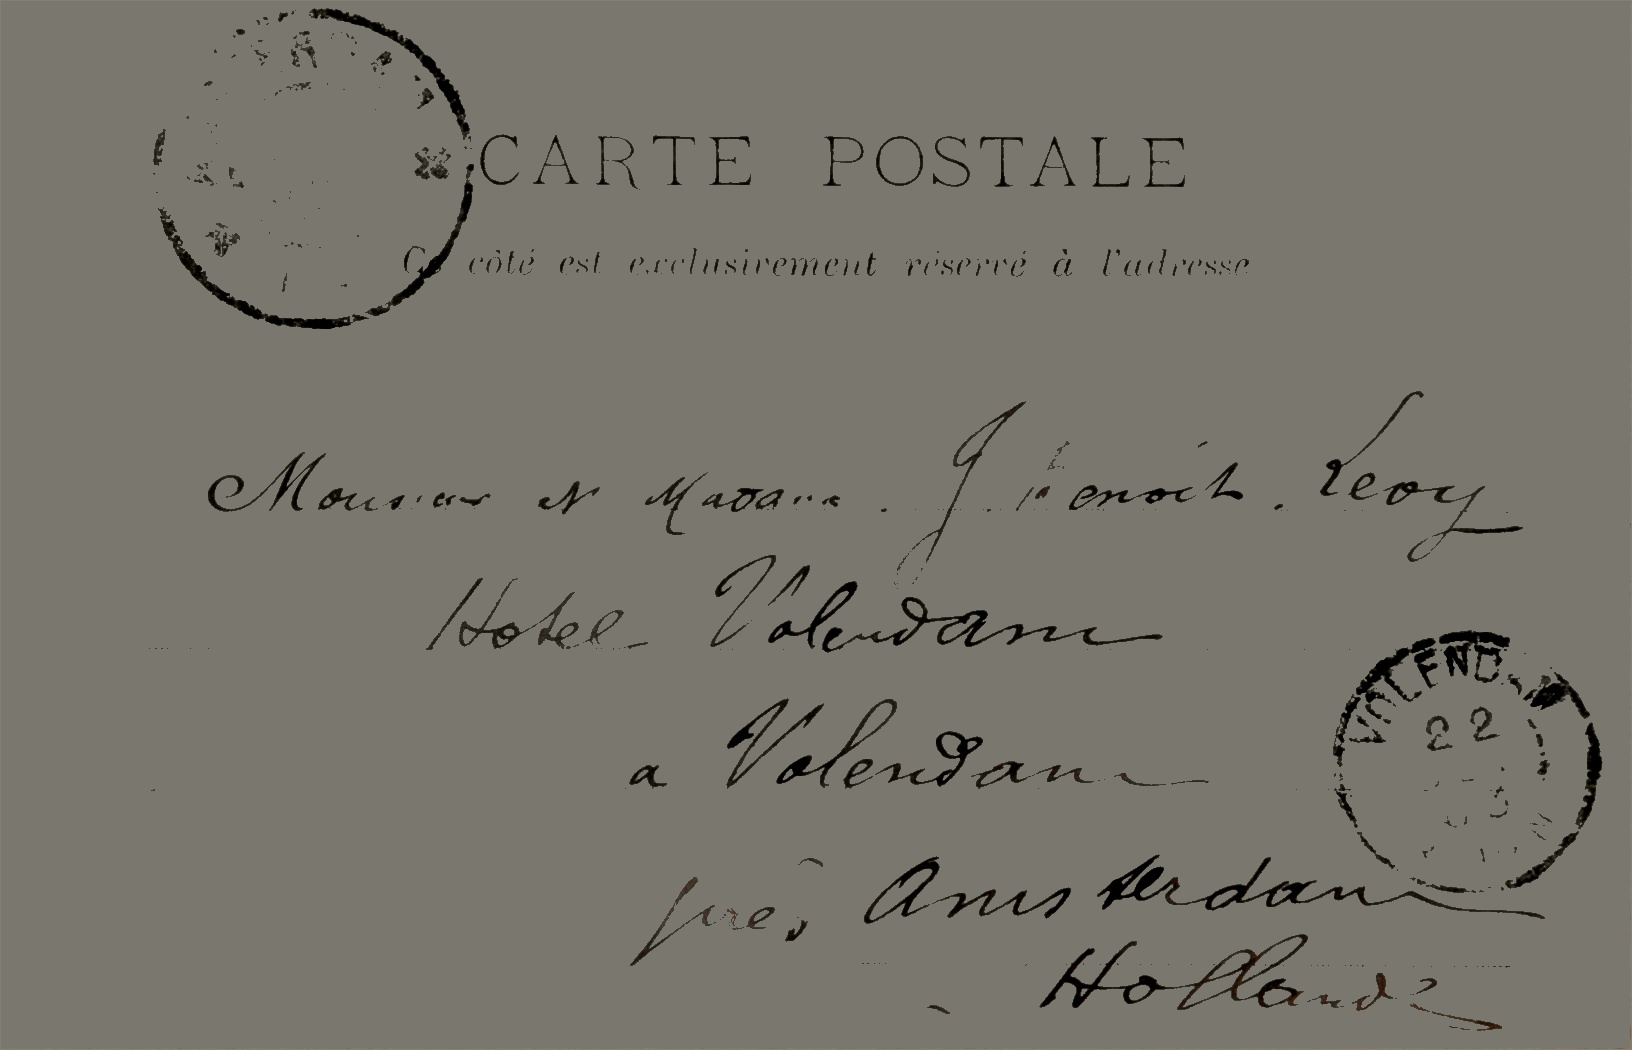 CARTE POSTALE
Ce côté est exclusivement réservé à l'adresse
Monsieur et Madame J. Benoit. Levy
Hotel Volendam
a Volendam
VOLENDAM
22
près Amsterdam
Hollande